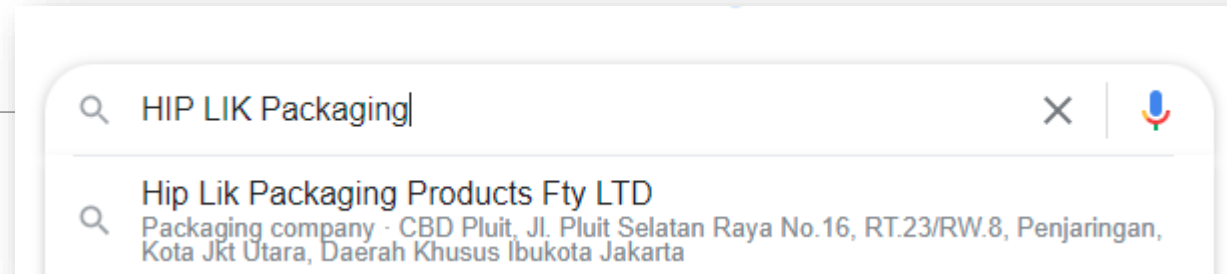 HIP LIK Packaging
Hip Lik Packaging Products Fty LTD
Packaging company · CBD Pluit, Jl. Pluit Selatan Raya No.16, RT.23/RW.8, Penjaringan,
Kota Jkt Utara, Daerah Khusus Ibukota Jakarta